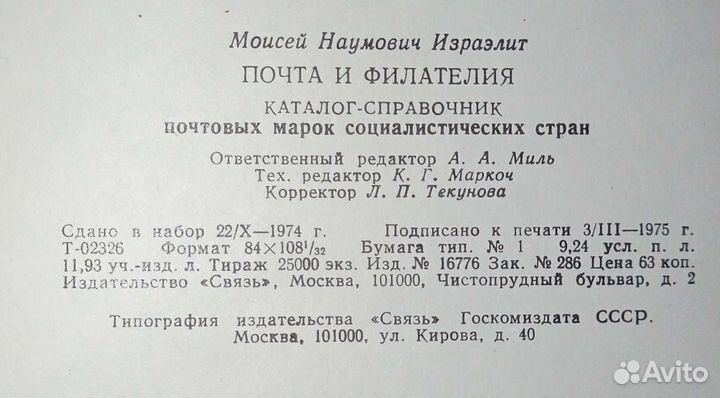 Моисей Наумович Израэлит
ПОЧТА И ФИЛАТЕЛИЯ
КАТАЛОГ-СПРАВОЧНИК
почтовых марок социалистических стран
Ответственный редактор А. А. Миль
Тех. редактор К. Г. Маркоч
Корректор Л. П. Текунова
Сдано в набор 22/X—1974 г. Подписано к печати 3/III—1975 г.
Т-02326 Формат 84×108¹/₃₂ Бумага тип. № 1 9,24 усл. п. л.
11,93 уч.-изд. л. Тираж 25000 экз. Изд. № 16776 Зак. № 286 Цена 63 коп.
Издательство «Связь», Москва, 101000, Чистопрудный бульвар, д. 2
Типография издательства «Связь» Госкомиздата СССР.
Москва, 101000, ул. Кирова, д. 40
Avito